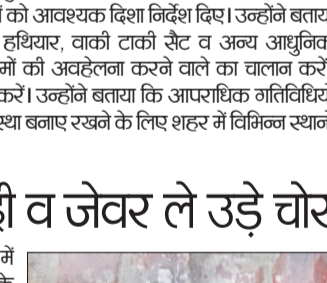 को आवश्यक दिशा निर्देश दिए। उन्होंने बताय
हथियार, वाकी टाकी सैट व अन्य आधुनिक
मों की अवहेलना करने वाले का चालान करें
करें। उन्होंने बताया कि आपराधिक गतिविधिय
स्था बनाए रखने के लिए शहर में विभिन्न स्थान
व जेवर ले उड़े चोर
में
के